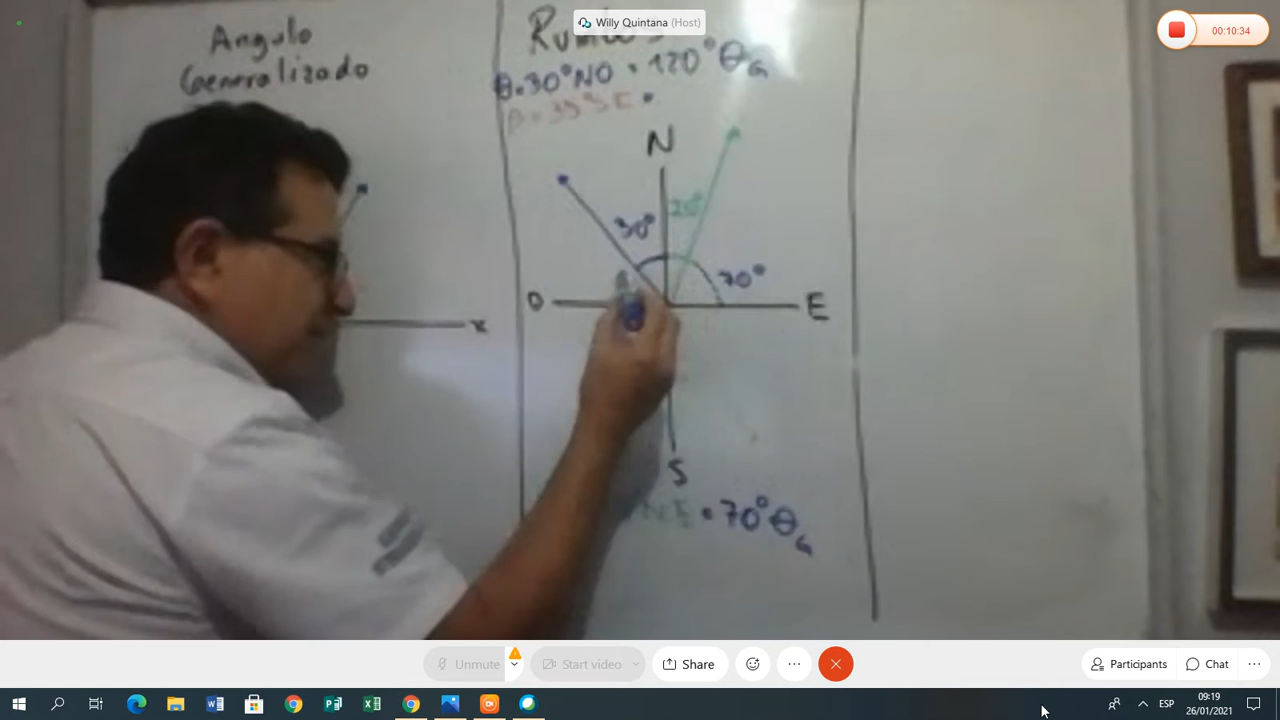 Willy Quintana (Host)
00:10:34
Angulo
Generalizado
θ = 30° NO = 120° θG
N
30°
20°
70°
O
E
x
S
NE = 70° θG
Unmute
Start video
Share
Participants
Chat
ESP
09:19
26/01/2021